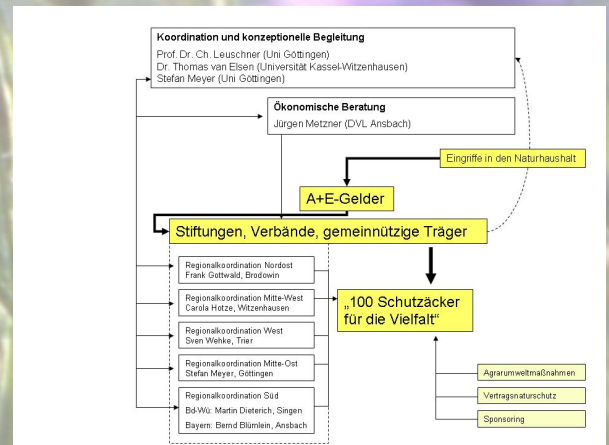 Koordination und konzeptionelle Begleitung
Prof. Dr. Ch. Leuschner (Uni Göttingen)
Dr. Thomas van Elsen (Universität Kassel-Witzenhausen)
Stefan Meyer (Uni Göttingen)
Ökonomische Beratung
Jürgen Metzner (DVL Ansbach)
Eingriffe in den Naturhaushalt
A+E-Gelder
Stiftungen, Verbände, gemeinnützige Träger
Regionalkoordination Nordost
Frank Gottwald, Brodowin
Regionalkoordination Mitte-West
Carola Hotze, Witzenhausen
Regionalkoordination West
Sven Wehke, Trier
Regionalkoordination Mitte-Ost
Stefan Meyer, Göttingen
Regionalkoordination Süd
Bd-Wü: Martin Dieterich, Singen
Bayern: Bernd Blümlein, Ansbach
„100 Schutzäcker
für die Vielfalt“
Agrarumweltmaßnahmen
Vertragsnaturschutz
Sponsoring